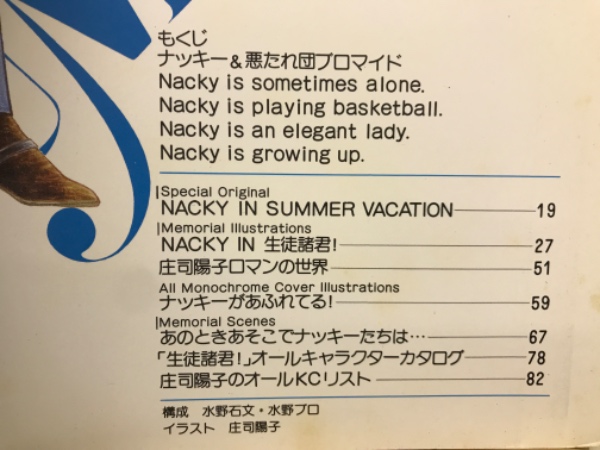 もくじ
ナッキー&悪たれ団ブロマイド
Nacky is sometimes alone.
Nacky is playing basketball.
Nacky is an elegant lady.
Nacky is growing up.
Special Original
NACKY IN SUMMER VACATION 19
Memorial Illustrations
NACKY IN 生徒諸君! 27
庄司陽子ロマンの世界 51
All Monochrome Cover Illustrations
ナッキーがあふれてる! 59
Memorial Scenes
あのときあそこでナッキーたちは… 67
「生徒諸君!」オールキャラクターカタログ 78
庄司陽子のオールKCリスト 82
構成 水野石文・水野プロ
イラスト 庄司陽子